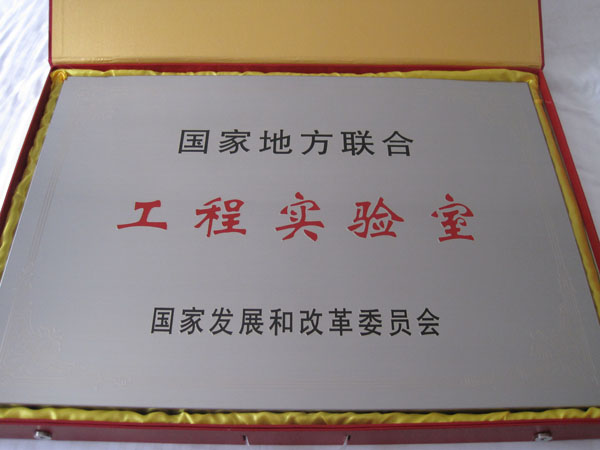 国家地方联合
工程实验室
国家发展和改革委员会